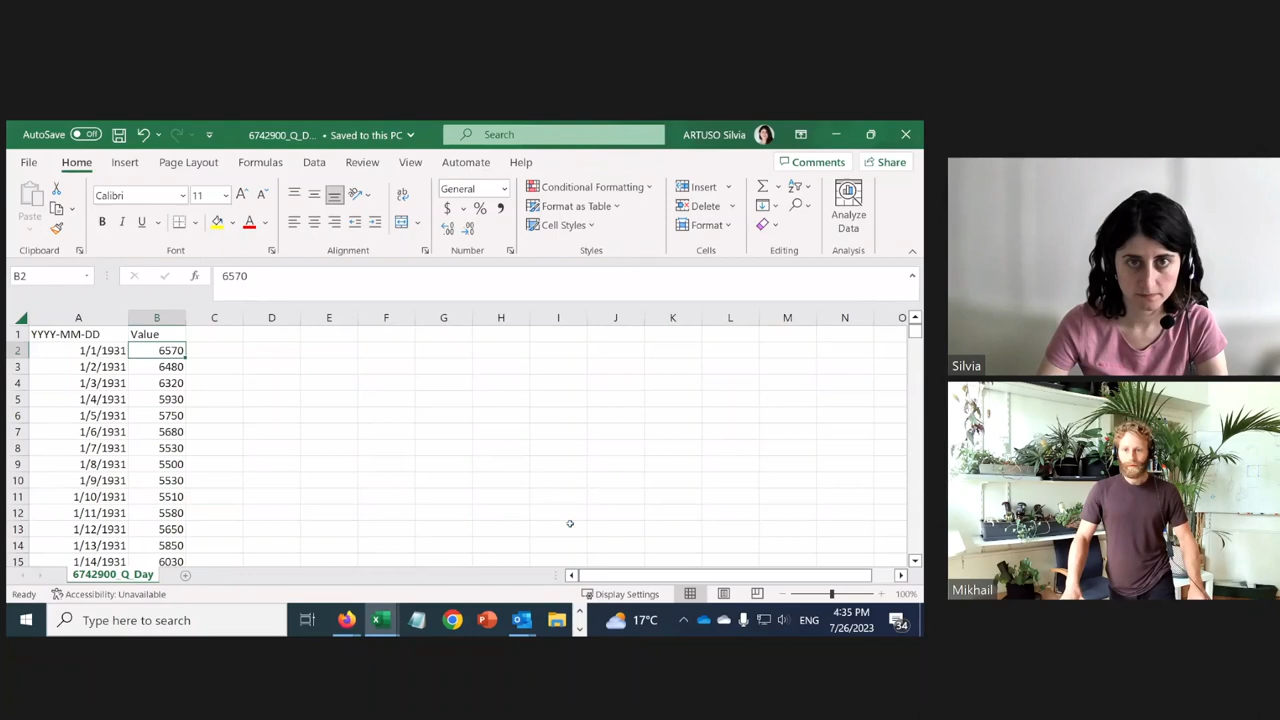 AutoSave Off 6742900_Q_D... • Saved to this PC Search ARTUSO Silvia
File Home Insert Page Layout Formulas Data Review View Automate Help Comments Share
Paste
Calibri 11
B I U
General
$ % ,
Conditional Formatting
Format as Table
Cell Styles
Insert
Delete
Format
Analyze
Data
Clipboard Font Alignment Number Styles Cells Editing Analysis
B2 fx 6570
A B C D E F G H I J K L M N O
1 YYYY-MM-DD Value
2 1/1/1931 6570
3 1/2/1931 6480
4 1/3/1931 6320
5 1/4/1931 5930
6 1/5/1931 5750
7 1/6/1931 5680
8 1/7/1931 5530
9 1/8/1931 5500
10 1/9/1931 5530
11 1/10/1931 5510
12 1/11/1931 5580
13 1/12/1931 5650
14 1/13/1931 5850
15 1/14/1931 6030
6742900_Q_Day
Ready Accessibility: Unavailable Display Settings 100%
Type here to search 17°C ENG 4:35 PM
7/26/2023 34
Silvia
Mikhail